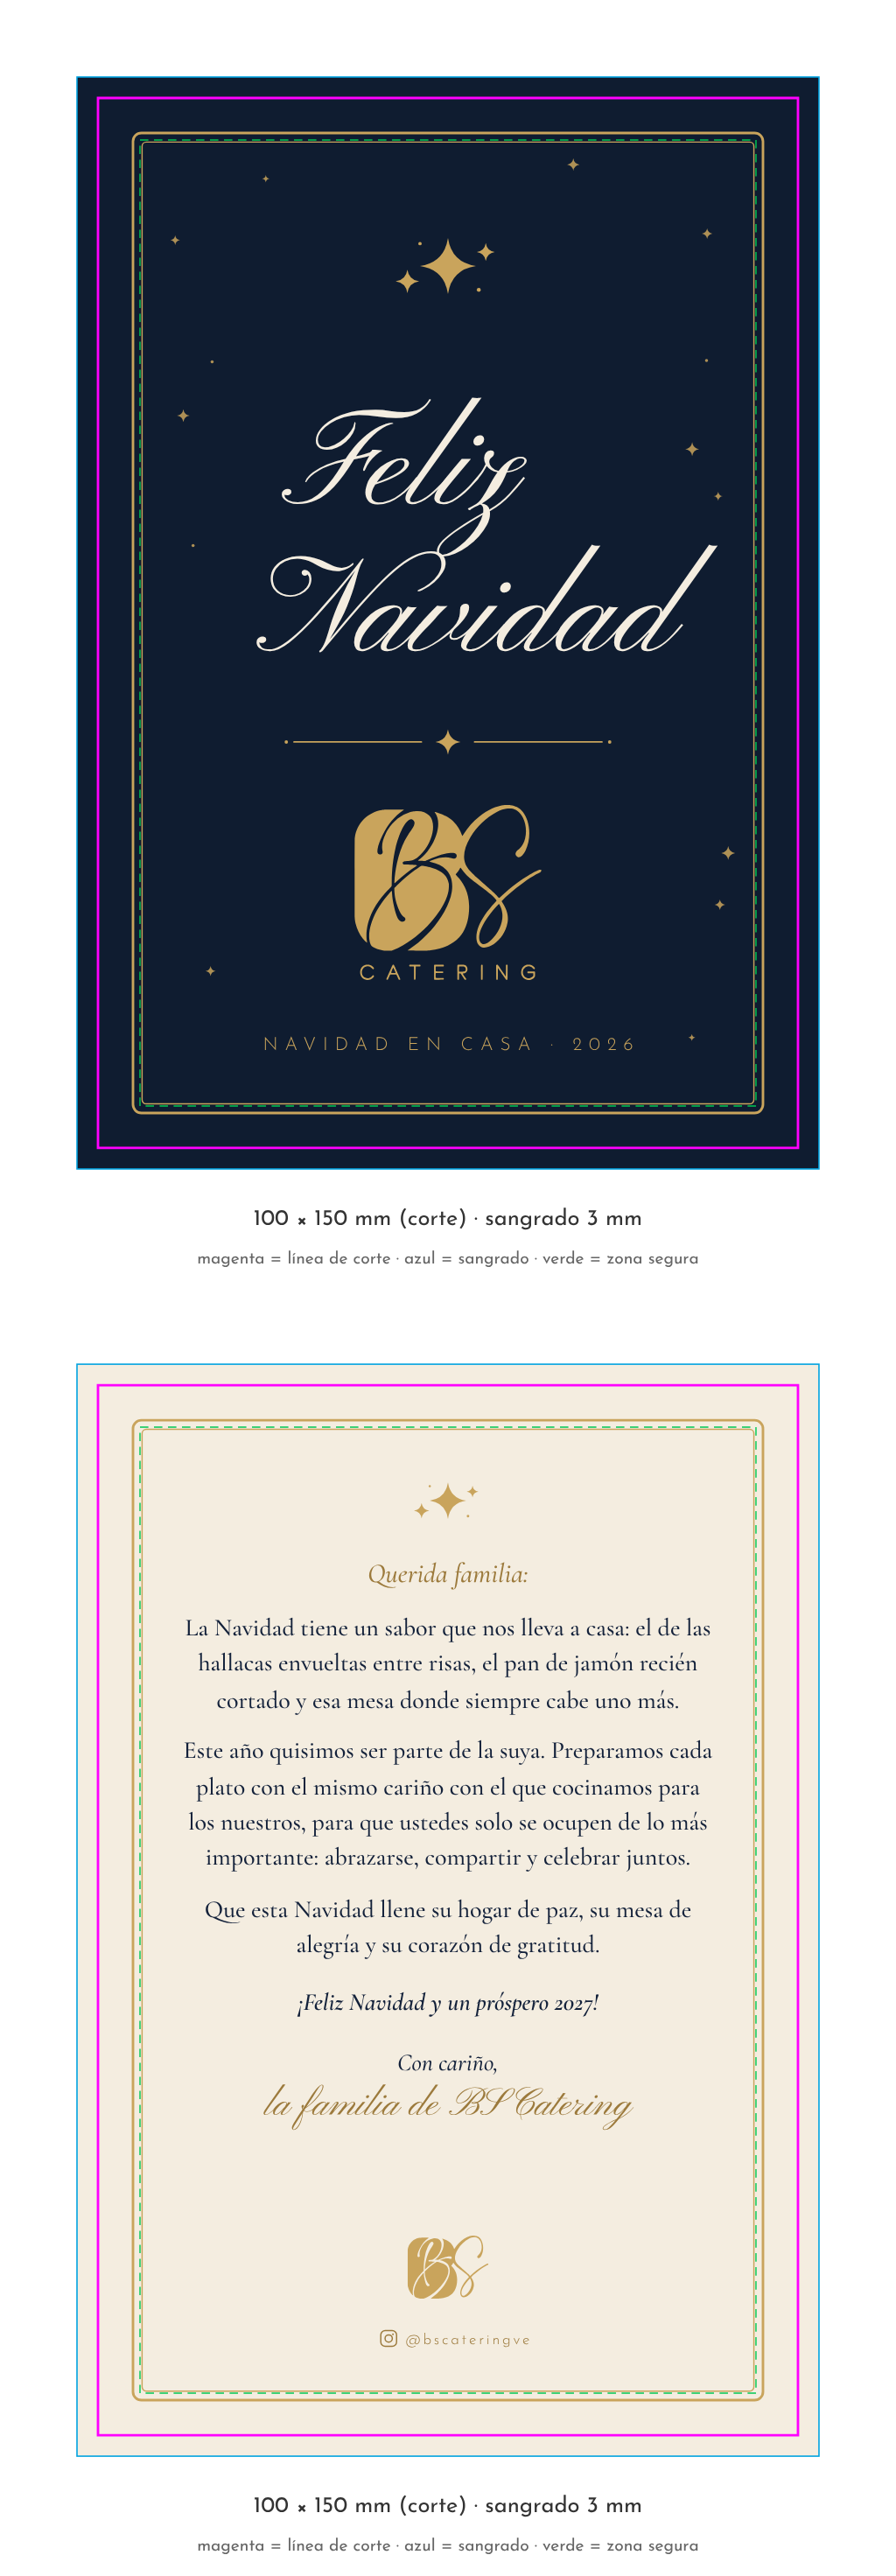 Feliz
Navidad
BS
CATERING
NAVIDAD EN CASA · 2026
100 × 150 mm (corte) · sangrado 3 mm
magenta = línea de corte · azul = sangrado · verde = zona segura
Querida familia:
La Navidad tiene un sabor que nos lleva a casa: el de las
hallacas envueltas entre risas, el pan de jamón recién
cortado y esa mesa donde siempre cabe uno más.
Este año quisimos ser parte de la suya. Preparamos cada
plato con el mismo cariño con el que cocinamos para
los nuestros, para que ustedes solo se ocupen de lo más
importante: abrazarse, compartir y celebrar juntos.
Que esta Navidad llene su hogar de paz, su mesa de
alegría y su corazón de gratitud.
¡Feliz Navidad y un próspero 2027!
Con cariño,
la familia de BS Catering
BS
@bscateringve
100 × 150 mm (corte) · sangrado 3 mm
magenta = línea de corte · azul = sangrado · verde = zona segura